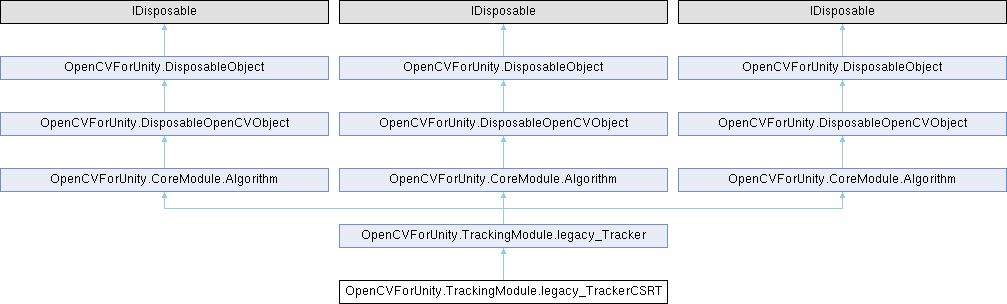 IDisposable
IDisposable
IDisposable
OpenCVForUnity.DisposableObject
OpenCVForUnity.DisposableObject
OpenCVForUnity.DisposableObject
OpenCVForUnity.DisposableOpenCVObject
OpenCVForUnity.DisposableOpenCVObject
OpenCVForUnity.DisposableOpenCVObject
OpenCVForUnity.CoreModule.Algorithm
OpenCVForUnity.CoreModule.Algorithm
OpenCVForUnity.CoreModule.Algorithm
OpenCVForUnity.TrackingModule.legacy_Tracker
OpenCVForUnity.TrackingModule.legacy_TrackerCSRT